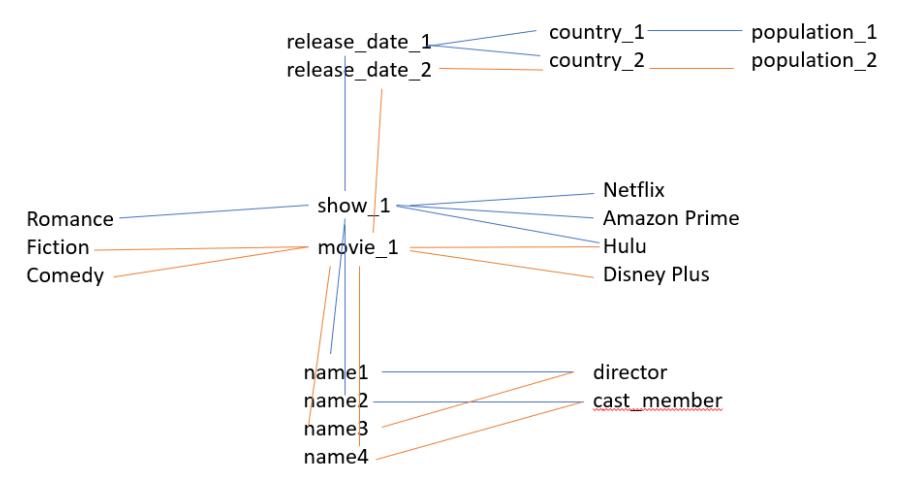 release_date_1 country_1 population_1
release_date_2 country_2 population_2
Netflix
Romance show_1 Amazon Prime
Fiction movie_1 Hulu
Comedy Disney Plus
name1 director
name2 cast_member
name3
name4